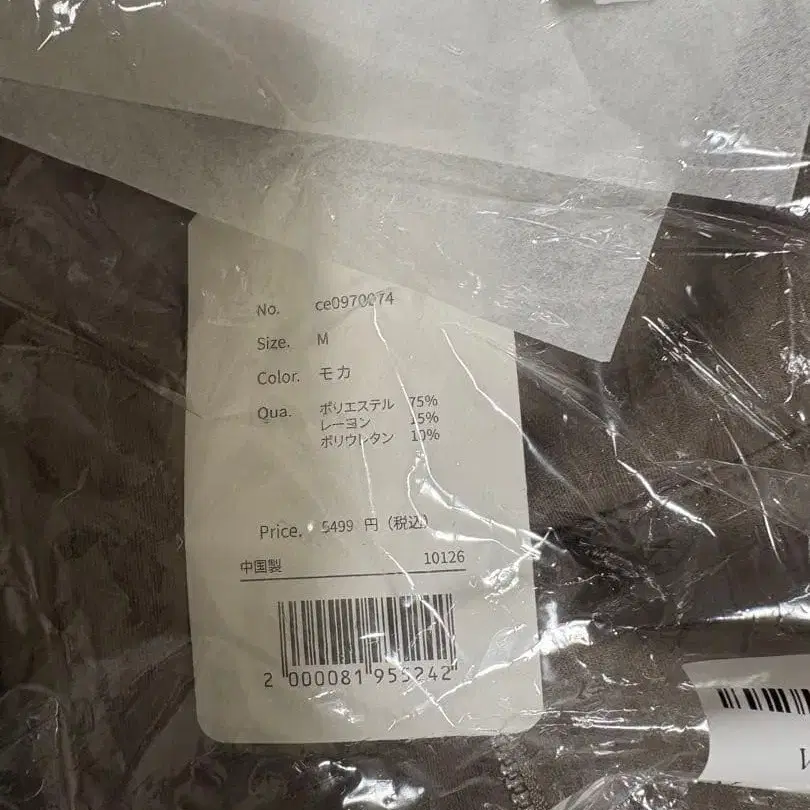 No. ce0970074
Size. M
Color. モカ
Qua. ポリエステル 75%
レーヨン 15%
ポリウレタン 10%
Price. 5499 円 (税込)
中国製 10126
2 000081 955242
M